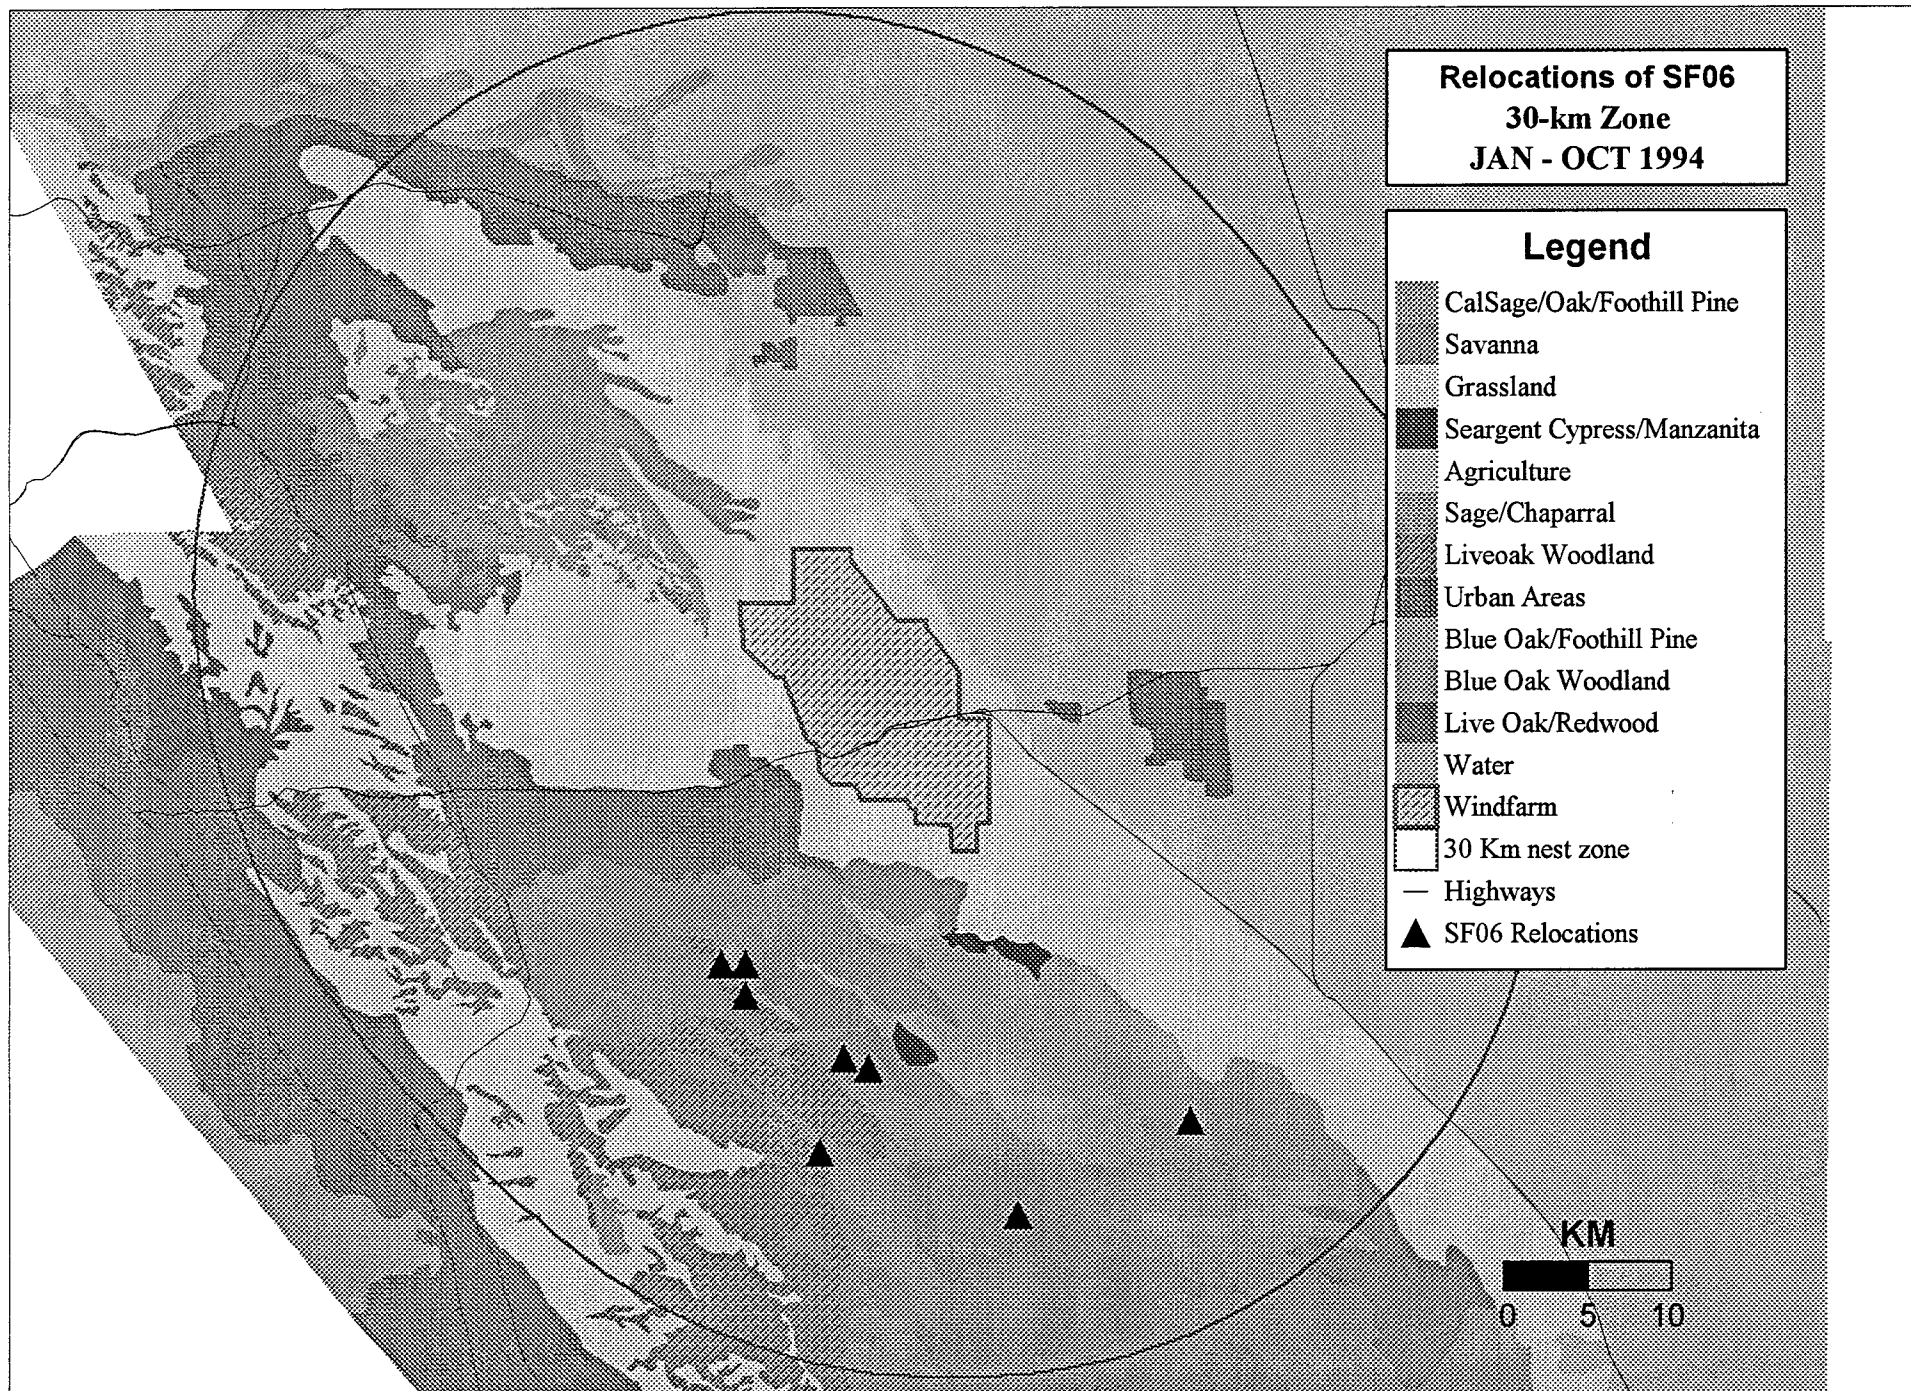 Relocations of SF06
30-km Zone
JAN - OCT 1994
Legend
CalSage/Oak/Foothill Pine
Savanna
Grassland
Seargent Cypress/Manzanita
Agriculture
Sage/Chaparral
Liveoak Woodland
Urban Areas
Blue Oak/Foothill Pine
Blue Oak Woodland
Live Oak/Redwood
Water
Windfarm
30 Km nest zone
Highways
SF06 Relocations
KM
0 5 10